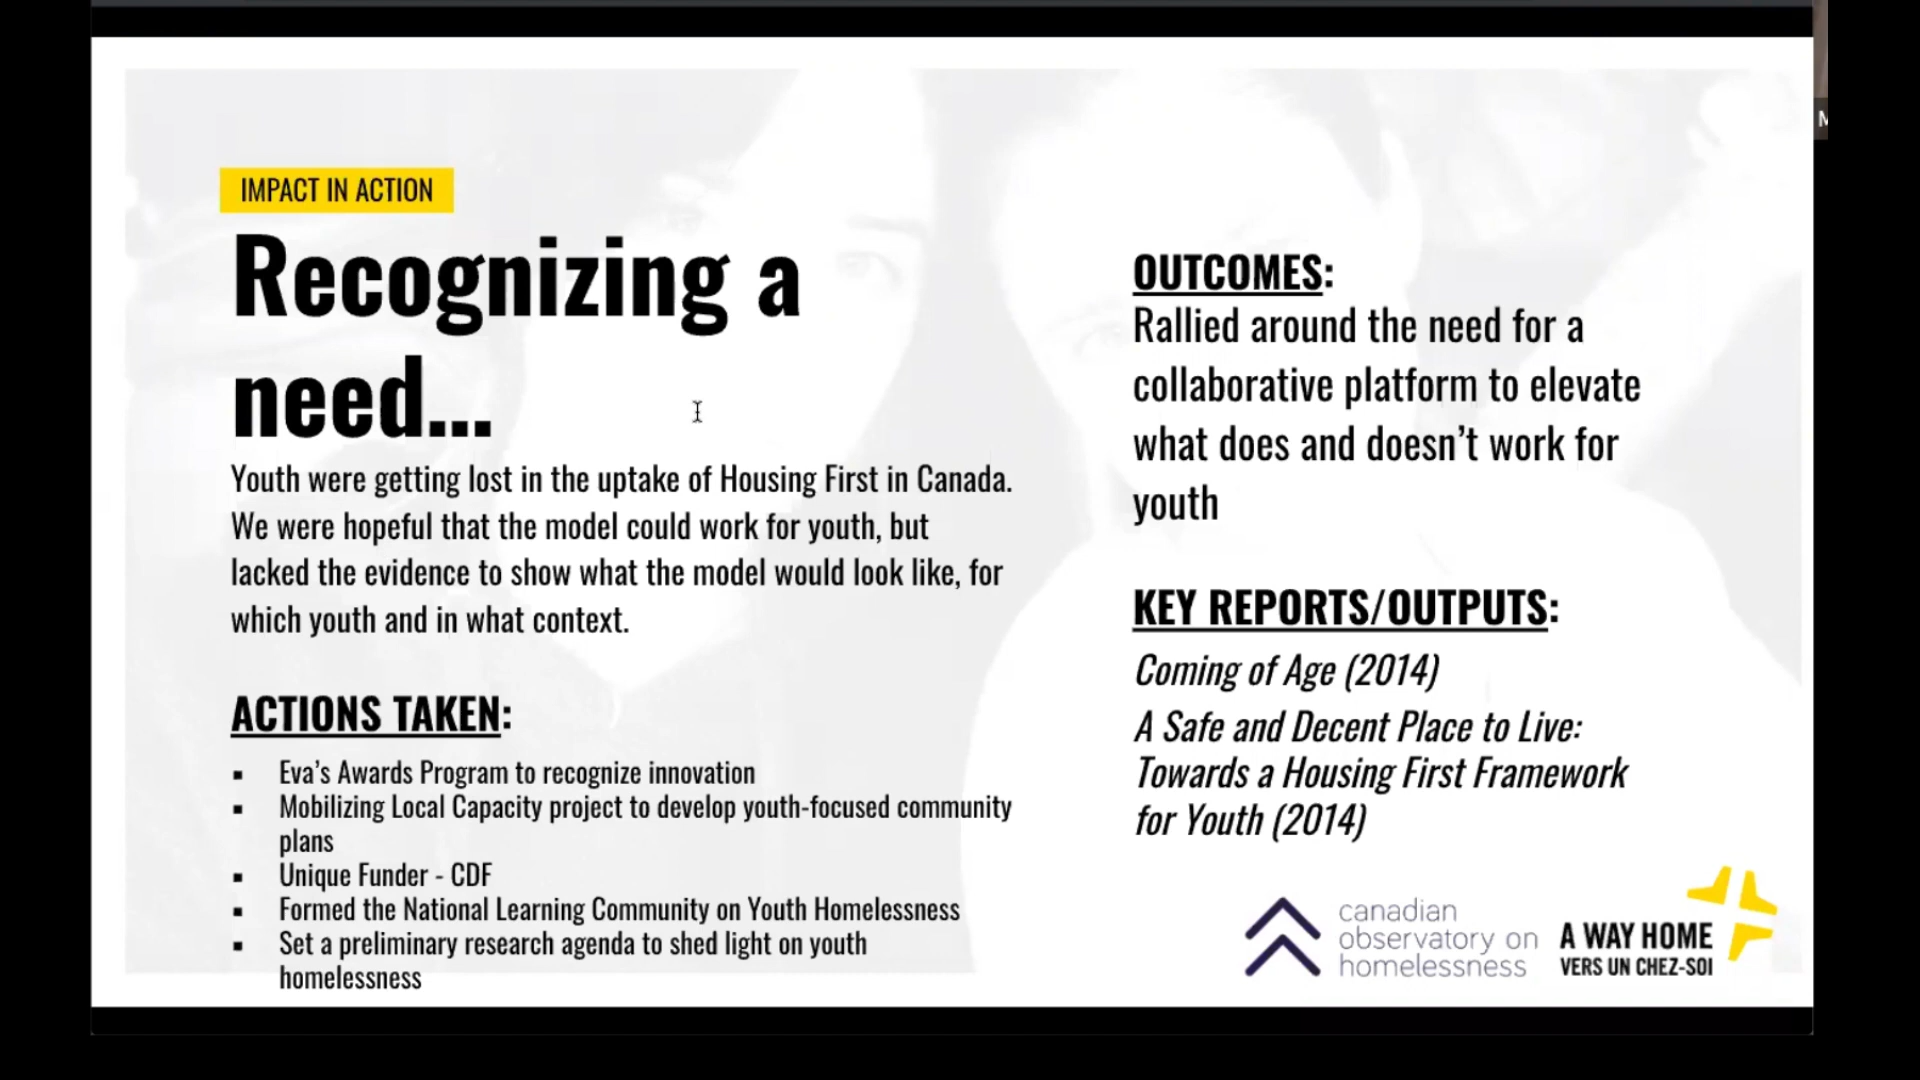 IMPACT IN ACTION
Recognizing a
need...
Youth were getting lost in the uptake of Housing First in Canada.
We were hopeful that the model could work for youth, but
lacked the evidence to show what the model would look like, for
which youth and in what context.
ACTIONS TAKEN:
▪ Eva’s Awards Program to recognize innovation
▪ Mobilizing Local Capacity project to develop youth-focused community
plans
▪ Unique Funder - CDF
▪ Formed the National Learning Community on Youth Homelessness
▪ Set a preliminary research agenda to shed light on youth
homelessness
OUTCOMES:
Rallied around the need for a
collaborative platform to elevate
what does and doesn’t work for
youth
KEY REPORTS/OUTPUTS:
Coming of Age (2014)
A Safe and Decent Place to Live:
Towards a Housing First Framework
for Youth (2014)
canadian
observatory on
homelessness
A WAY HOME
VERS UN CHEZ-SOI